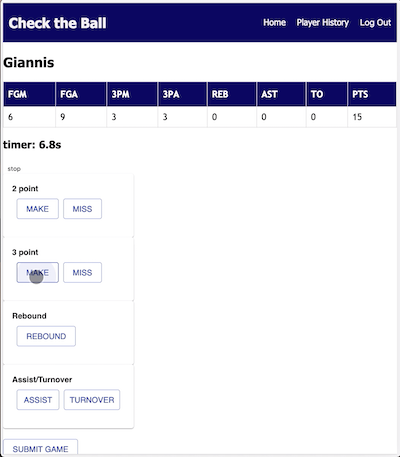 Check the Ball Home Player History Log Out
Giannis
FGM FGA 3PM 3PA REB AST TO PTS
6 9 3 3 0 0 0 15
timer: 6.8s
stop
2 point
MAKE MISS
3 point
MAKE MISS
Rebound
REBOUND
Assist/Turnover
ASSIST TURNOVER
SUBMIT GAME